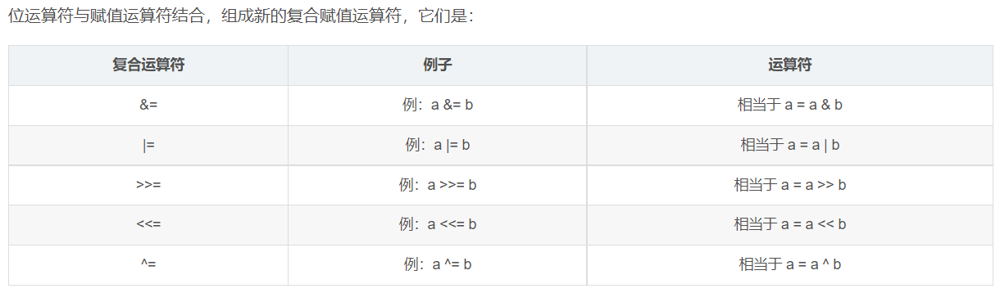 位运算符与赋值运算符结合，组成新的复合赋值运算符，它们是：
复合运算符 例子 运算符
&= 例：a &= b 相当于 a = a & b
|= 例：a |= b 相当于 a = a | b
>>= 例：a >>= b 相当于 a = a >> b
<<= 例：a <<= b 相当于 a = a << b
^= 例：a ^= b 相当于 a = a ^ b